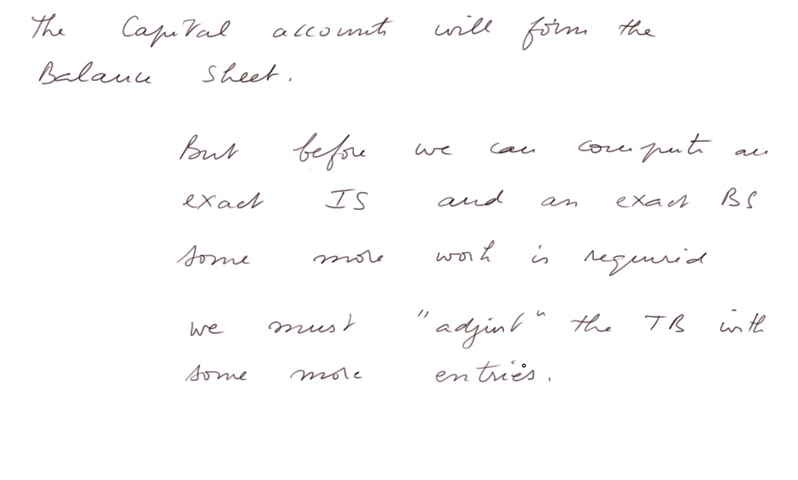 The Capital accounts will form the
Balance Sheet.
But before we can compute an
exact IS and an exact BS
some more work is required
we must "adjust" the TB with
some more entries.